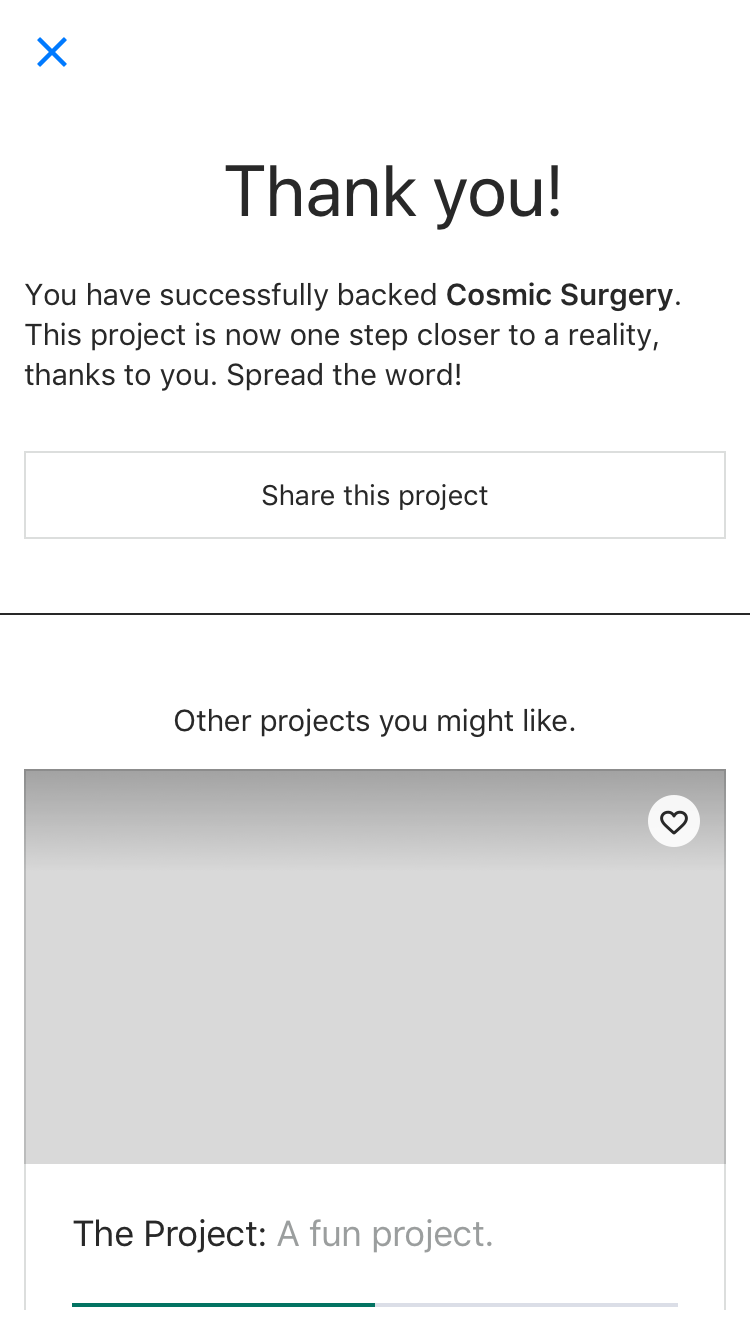 Thank you!
You have successfully backed Cosmic Surgery.
This project is now one step closer to a reality,
thanks to you. Spread the word!
Share this project
Other projects you might like.
The Project: A fun project.